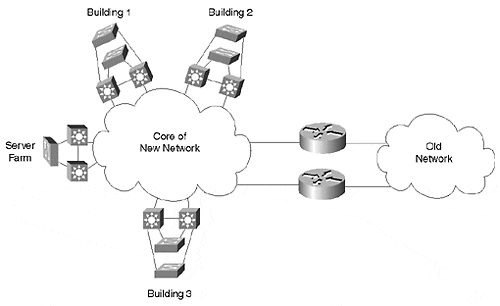 Building 1
Building 2
Server
Farm
Core of
New Network
Old
Network
Building 3